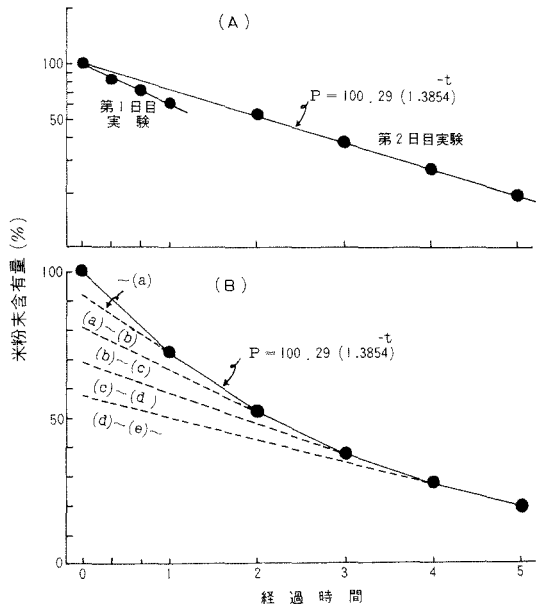 (A)
100
50
第1日目
実験
P = 100.29 (1.3854)^-t
第2日目実験
米粉未含有量(%)
(B)
100
50
0
~(a)
(a)~(b)
(b)~(c)
(c)~(d)
(d)~(e)~
P = 100.29 (1.3854)^-t
0 1 2 3 4 5
経過時間